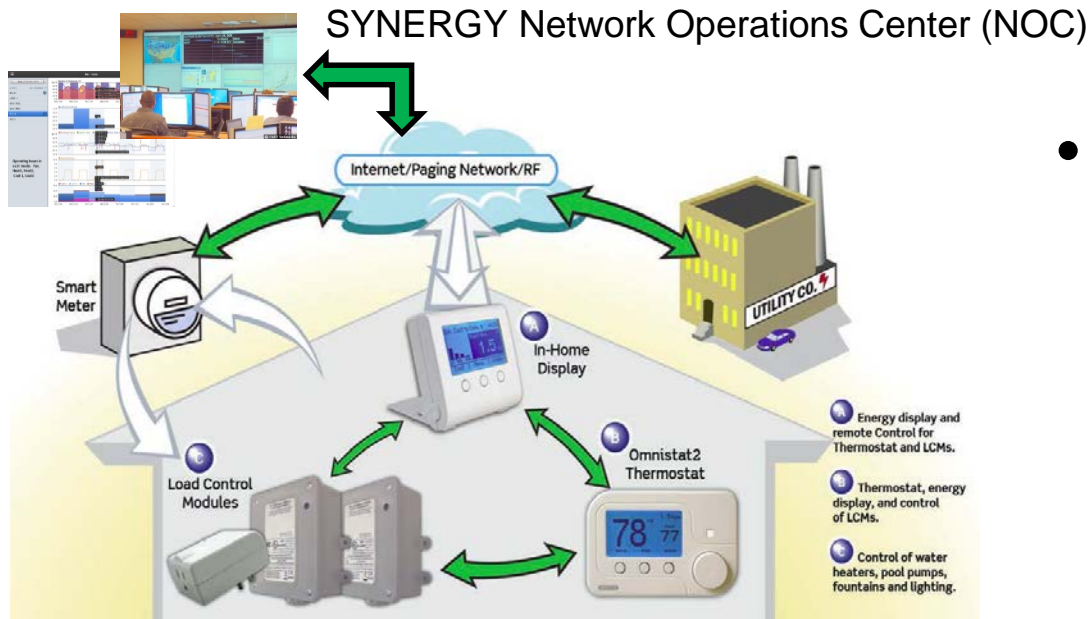 SYNERGY Network Operations Center (NOC)
Internet/Paging Network/RF
Smart
Meter
UTILITY CO.
A
In-Home
Display
1.5
B
Omnistat2
Thermostat
C
Load Control
Modules
78
77
A Energy display and
remote Control for
Thermostat and LCMs.
B Thermostat, energy
display, and control
of LCMs.
C Control of water
heaters, pool pumps,
fountains and lighting.